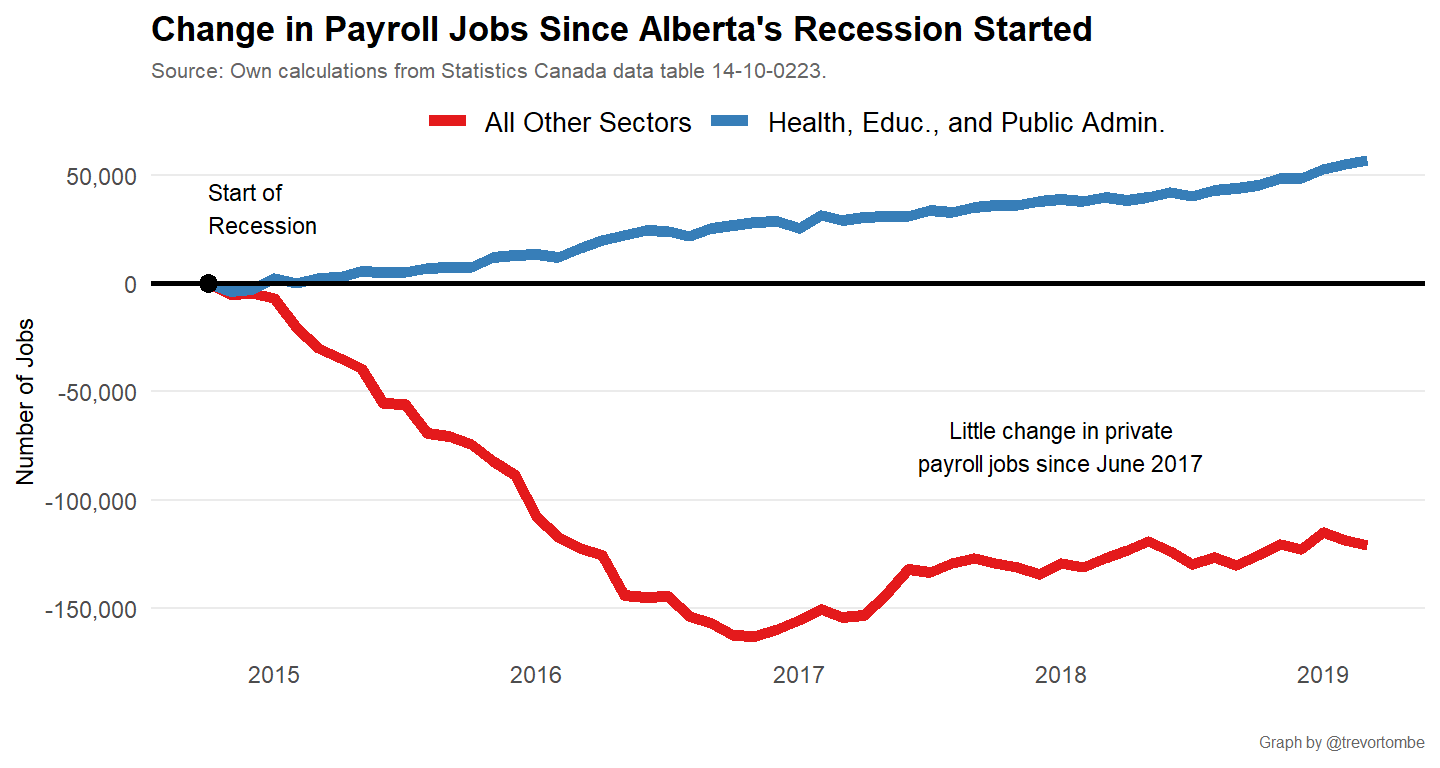 Change in Payroll Jobs Since Alberta's Recession Started
Source: Own calculations from Statistics Canada data table 14-10-0223.
All Other Sectors
Health, Educ., and Public Admin.
50,000
0
-50,000
-100,000
-150,000
Number of Jobs
Start of
Recession
Little change in private
payroll jobs since June 2017
2015
2016
2017
2018
2019
Graph by @trevortombe